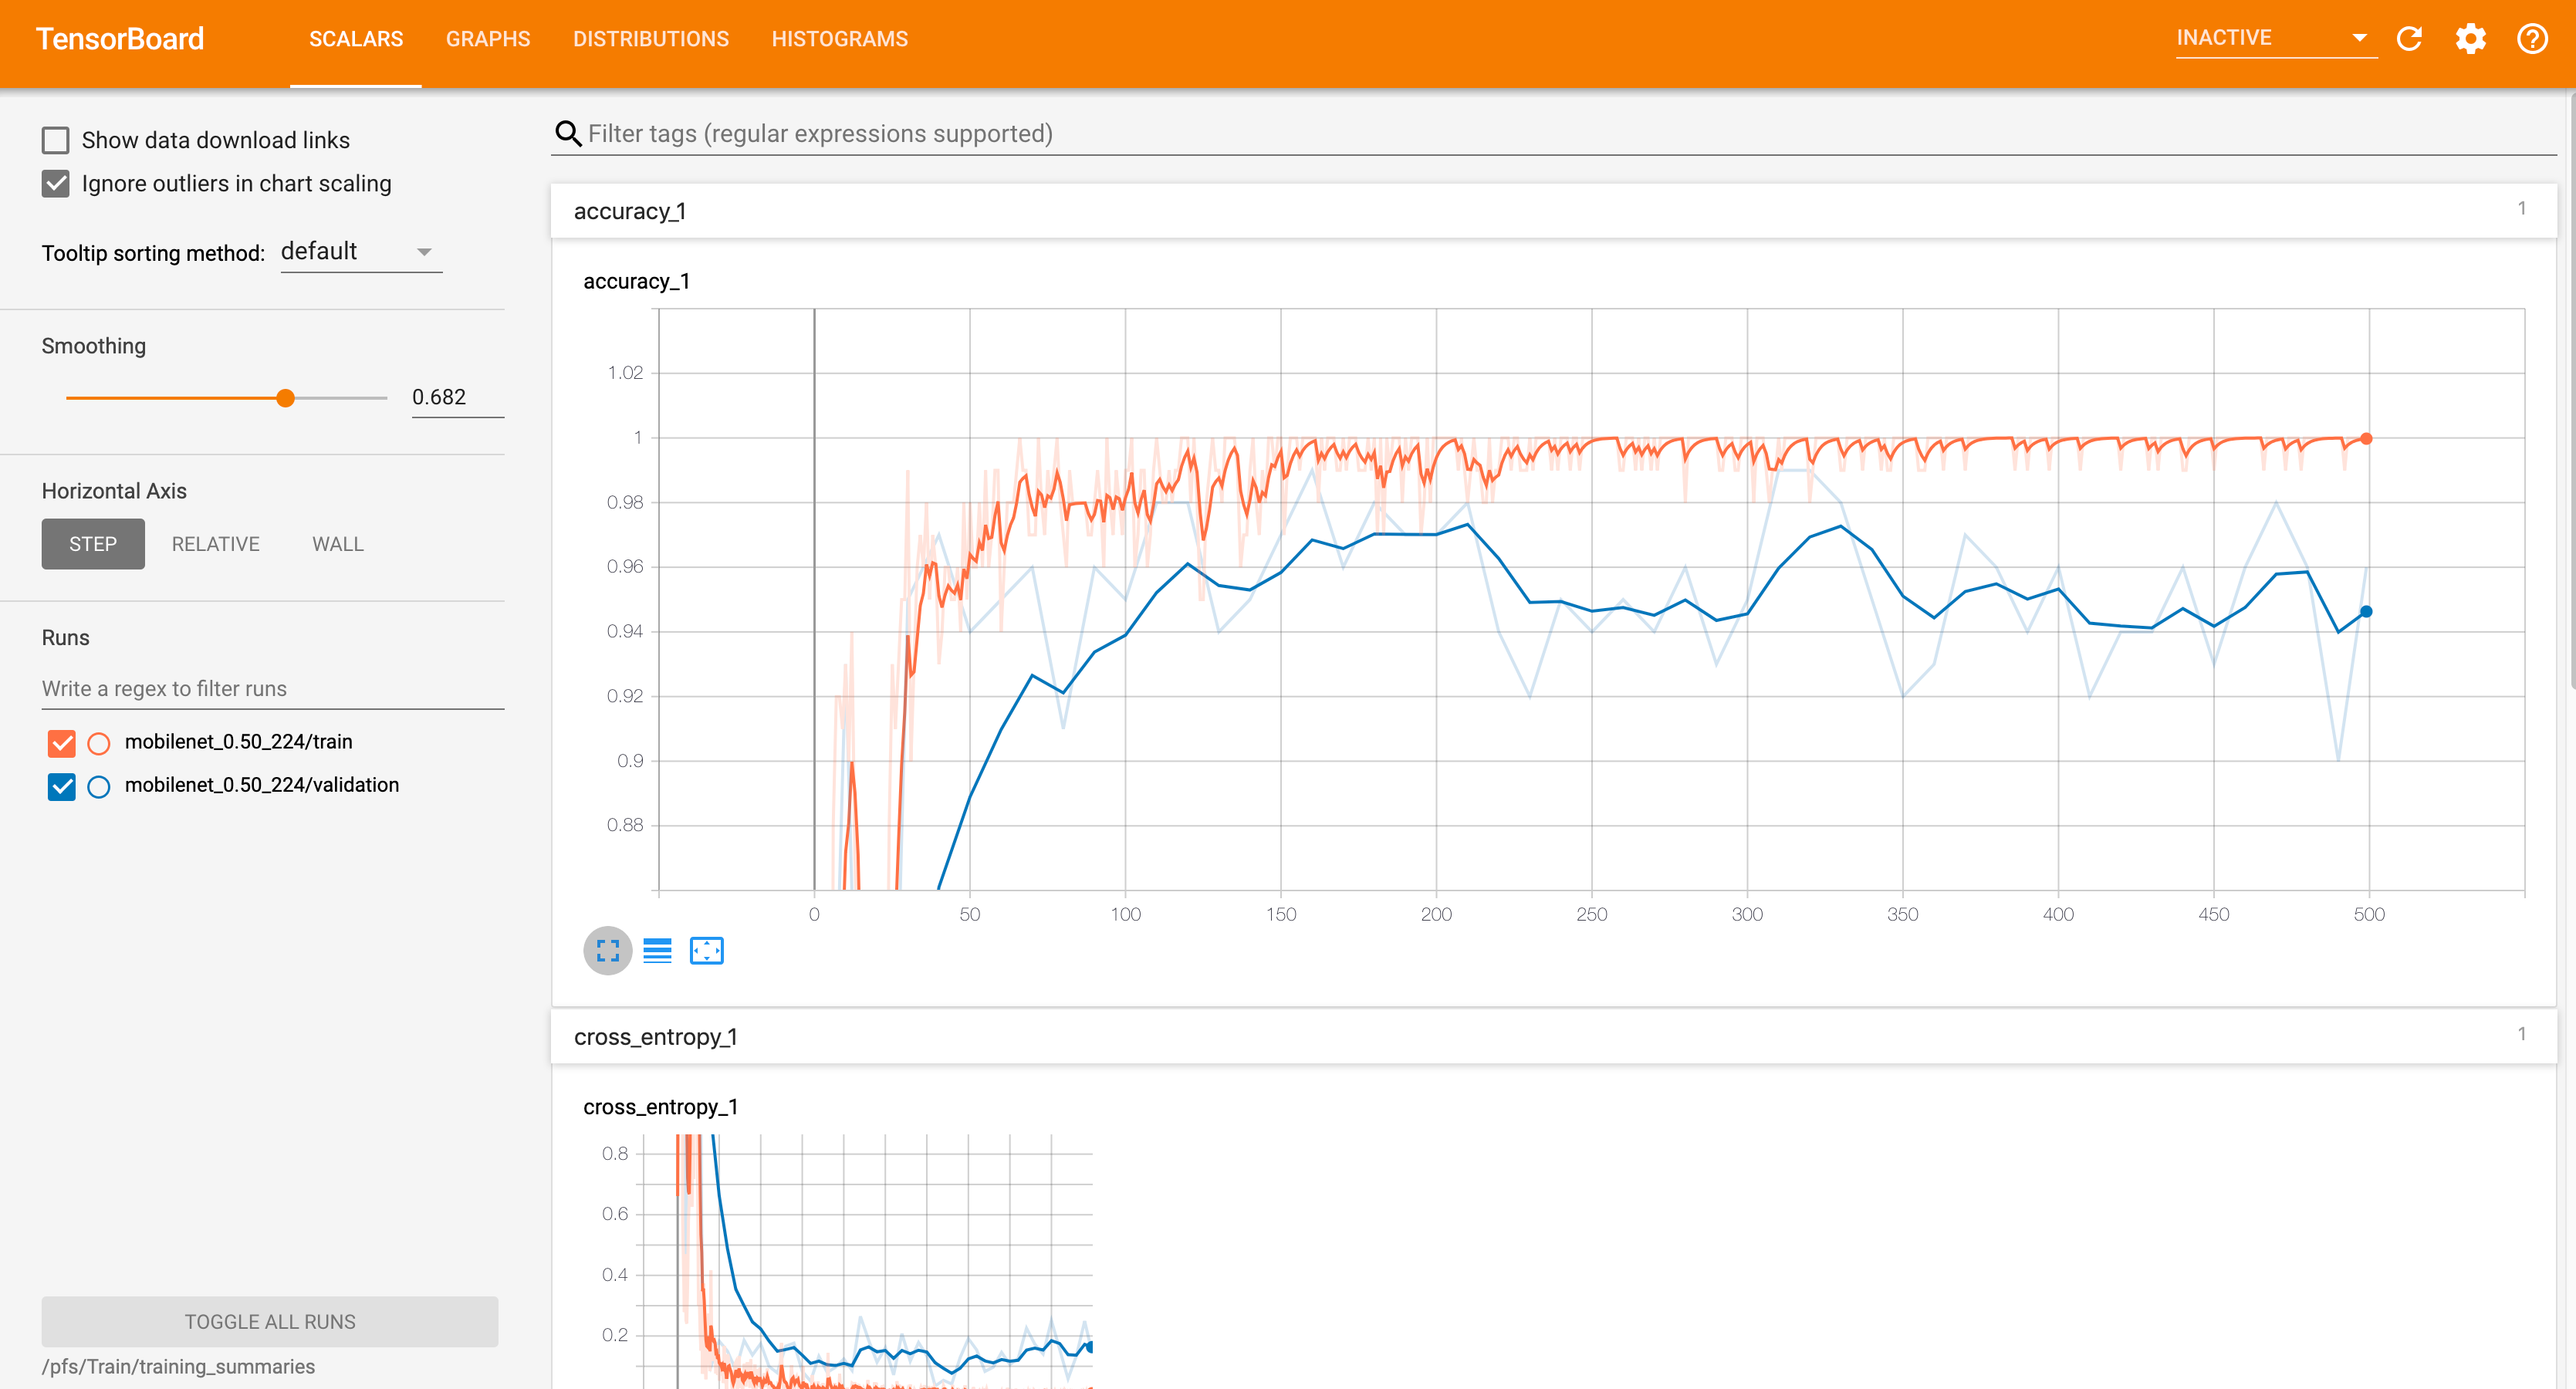 TensorBoard
SCALARS GRAPHS DISTRIBUTIONS HISTOGRAMS
INACTIVE
Show data download links
Ignore outliers in chart scaling
Tooltip sorting method: default
Smoothing
0.682
Horizontal Axis
STEP RELATIVE WALL
Runs
Write a regex to filter runs
mobilenet_0.50_224/train
mobilenet_0.50_224/validation
TOGGLE ALL RUNS
/pfs/Train/training_summaries
Filter tags (regular expressions supported)
accuracy_1 1
accuracy_1
1.02
1
0.98
0.96
0.94
0.92
0.9
0.88
0 50 100 150 200 250 300 350 400 450 500
cross_entropy_1 1
cross_entropy_1
0.8
0.6
0.4
0.2